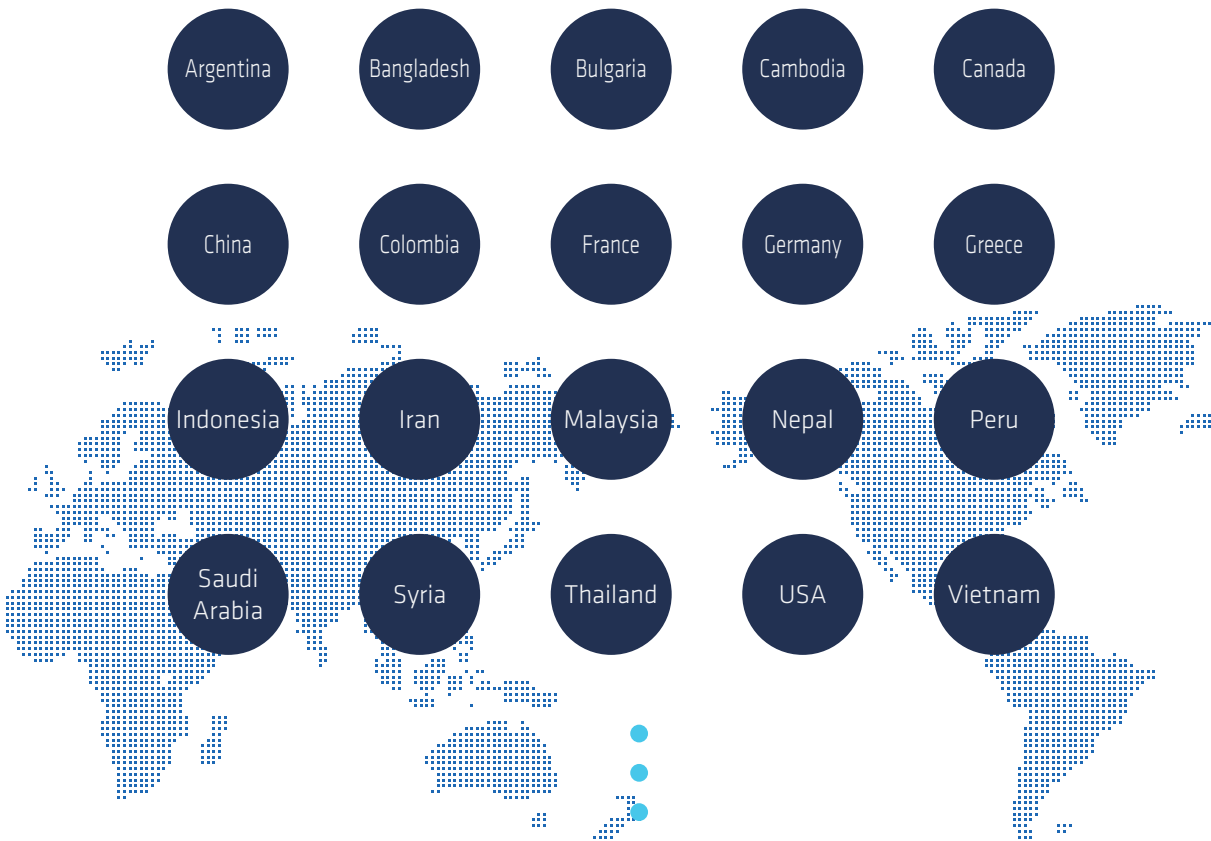 Argentina
Bangladesh
Bulgaria
Cambodia
Canada
China
Colombia
France
Germany
Greece
Indonesia
Iran
Malaysia
Nepal
Peru
Saudi
Arabia
Syria
Thailand
USA
Vietnam